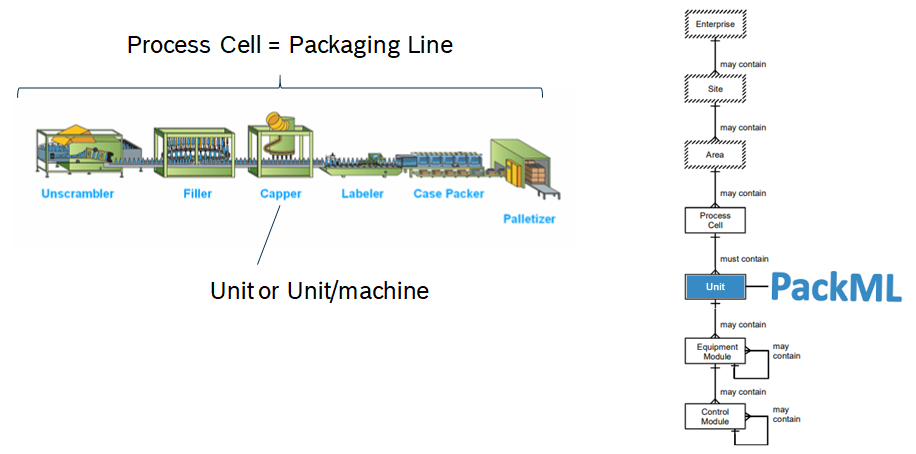 Process Cell = Packaging Line
Unscrambler
Filler
Capper
Labeler
Case Packer
Palletizer
Unit or Unit/machine
Enterprise
may contain
Site
may contain
Area
may contain
Process
Cell
must contain
Unit
PackML
may contain
Equipment
Module
may
contain
may contain
Control
Module
may
contain